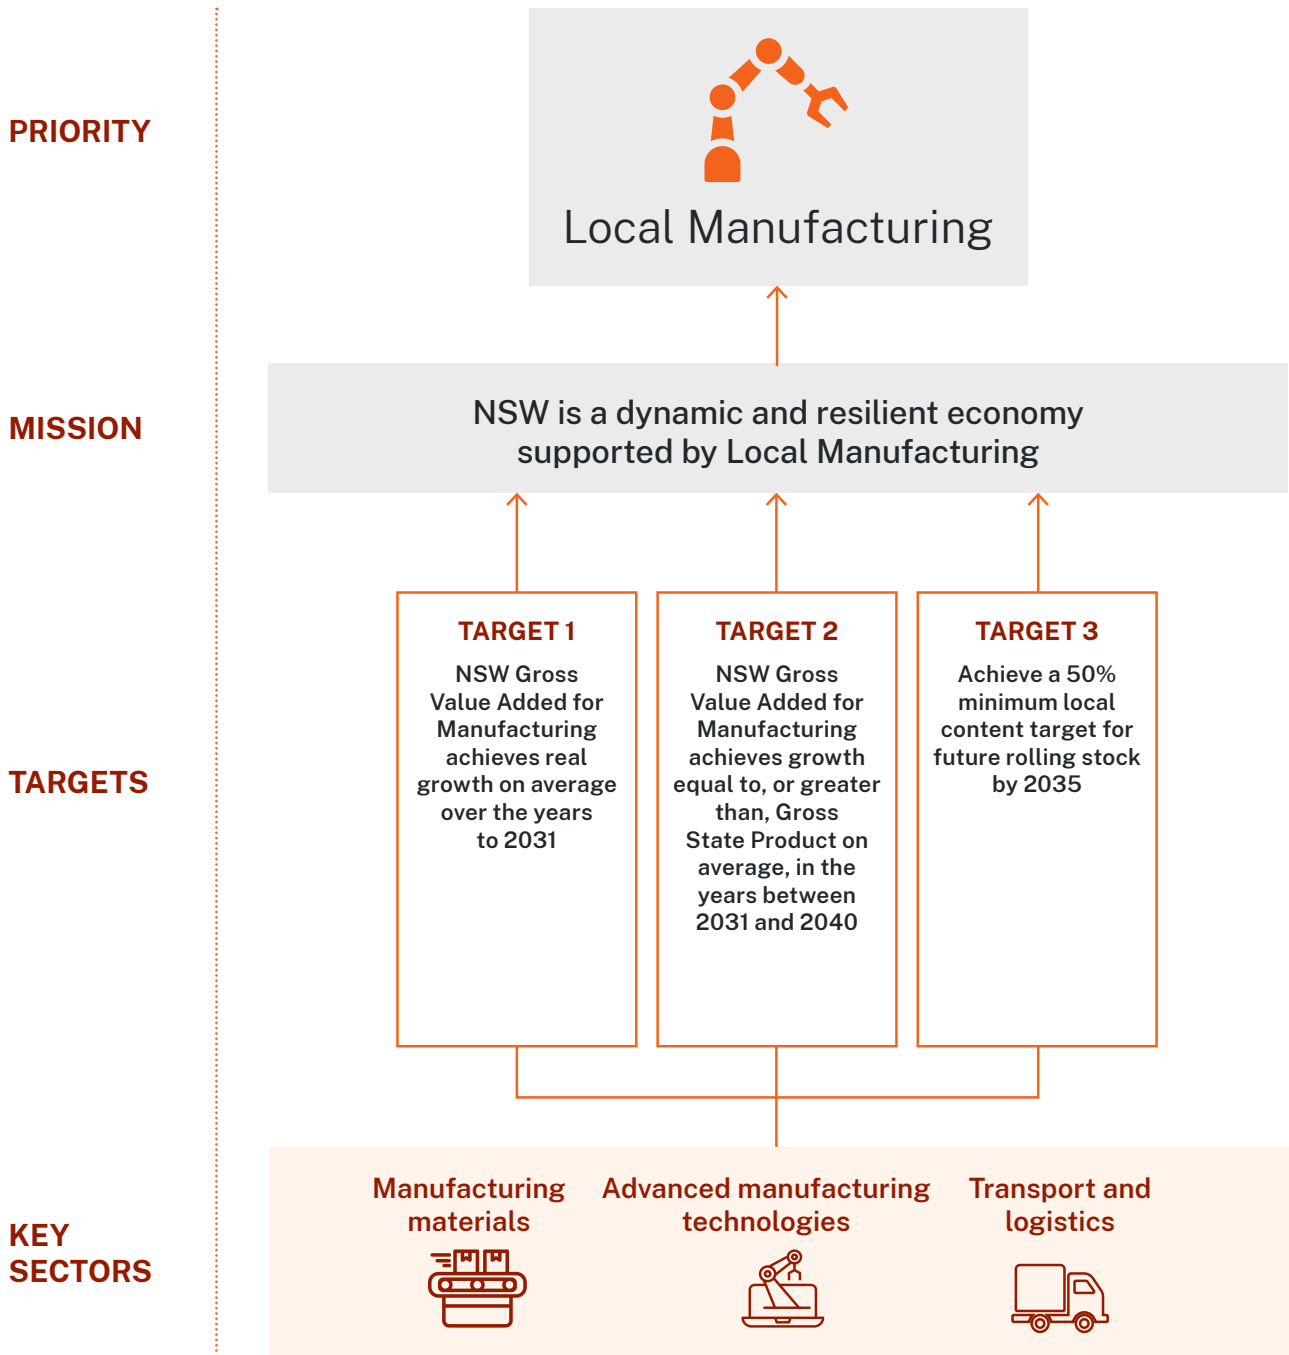 PRIORITY
Local Manufacturing
MISSION
NSW is a dynamic and resilient economy
supported by Local Manufacturing
TARGETS
TARGET 1
NSW Gross
Value Added for
Manufacturing
achieves real
growth on average
over the years
to 2031
TARGET 2
NSW Gross
Value Added for
Manufacturing
achieves growth
equal to, or greater
than, Gross
State Product on
average, in the
years between
2031 and 2040
TARGET 3
Achieve a 50%
minimum local
content target for
future rolling stock
by 2035
KEY
SECTORS
Manufacturing
materials
Advanced manufacturing
technologies
Transport and
logistics